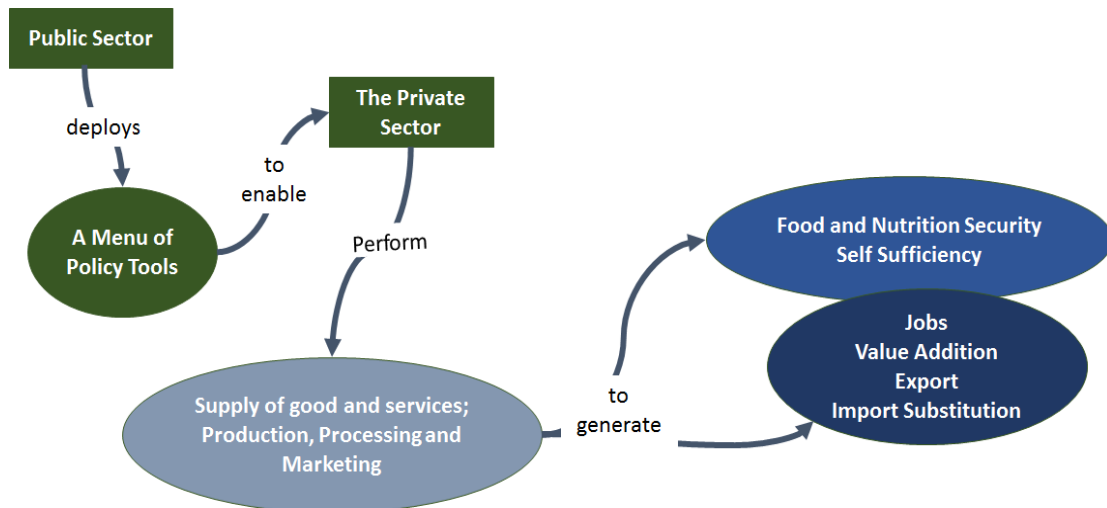 Public Sector
deploys
A Menu of
Policy Tools
to
enable
The Private
Sector
Perform
Supply of good and services;
Production, Processing and
Marketing
to
generate
Food and Nutrition Security
Self Sufficiency
Jobs
Value Addition
Export
Import Substitution